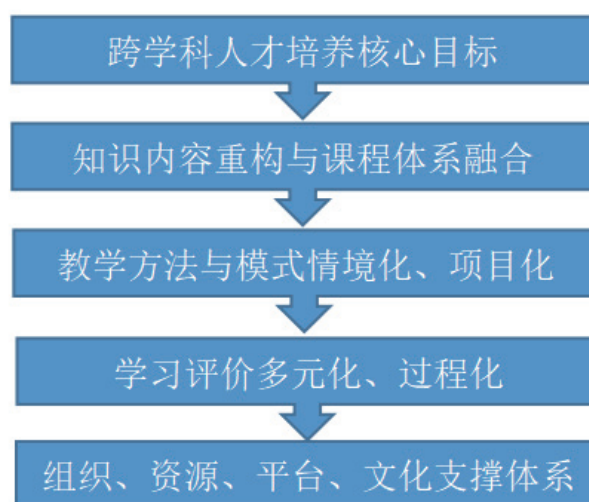 跨学科人才培养核心目标
知识内容重构与课程体系融合
教学方法与模式情境化、项目化
学习评价多元化、过程化
组织、资源、平台、文化支撑体系